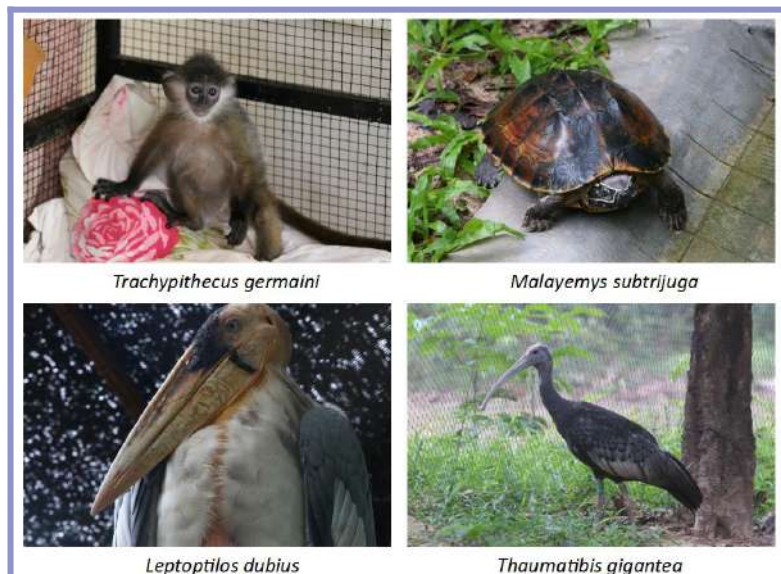 Trachypithecus germaini
Malayemys subtrijuga
Leptoptilos dubius
Thaumatibis gigantea